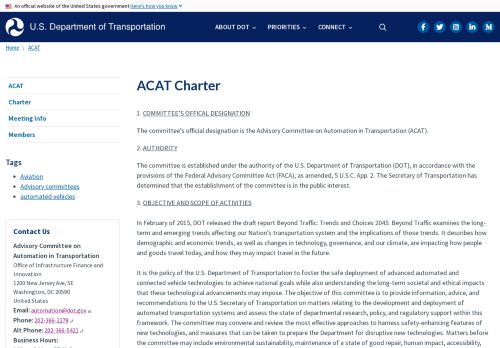 An official website of the United States government Here's how you know
U.S. Department of Transportation
ABOUT DOT
PRIORITIES
CONNECT
Home \ ACAT
ACAT
Charter
Meeting Info
Members
Tags
Aviation
Advisory committees
automated vehicles
Contact Us
Advisory Committee on
Automation in Transportation
Office of Infrastructure Finance and
Innovation
1200 New Jersey Ave, SE
Washington, DC 20590
United States
Email: automation@dot.gov
Phone: 202-366-2278
Alt Phone: 202-366-5421
Business Hours:
ACAT Charter
1. COMMITTEE'S OFFICAL DESIGNATION
The committee's official designation is the Advisory Committee on Automation in Transportation (ACAT).
2. AUTHORITY
The committee is established under the authority of the U.S. Department of Transportation (DOT), in accordance with the
provisions of the Federal Advisory Committee Act (FACA), as amended, 5 U.S.C. App. 2. The Secretary of Transportation has
determined that the establishment of the committee is in the public interest.
3. OBJECTIVE AND SCOPE OF ACTIVITIES
In February of 2015, DOT released the draft report Beyond Traffic: Trends and Choices 2045. Beyond Traffic examines the long-
term and emerging trends affecting our Nation's transportation system and the implications of those trends. It describes how
demographic and economic trends, as well as changes in technology, governance, and our climate, are impacting how people
and goods travel today, and how they may impact travel in the future.
It is the policy of the U.S. Department of Transportation to foster the safe deployment of advanced automated and
connected vehicle technologies to achieve national goals while also understanding the long-term societal and ethical impacts
that these technological advances may impose. The objective of this committee is to provide information, advice, and
recommendations to the U.S. Secretary of Transportation on matters relating to the development and deployment of
automated transportation systems and assess the state of departmental research, policy, and regulatory support within this
framework. The committee may convene and review the most effective approaches to harness safety-enhancing features of
new technologies, and measures that can be taken to prepare the Department for disruptive new technologies. Matters before
the committee may include environmental sustainability, maintenance of a state of good repair, human impact, accessibility,